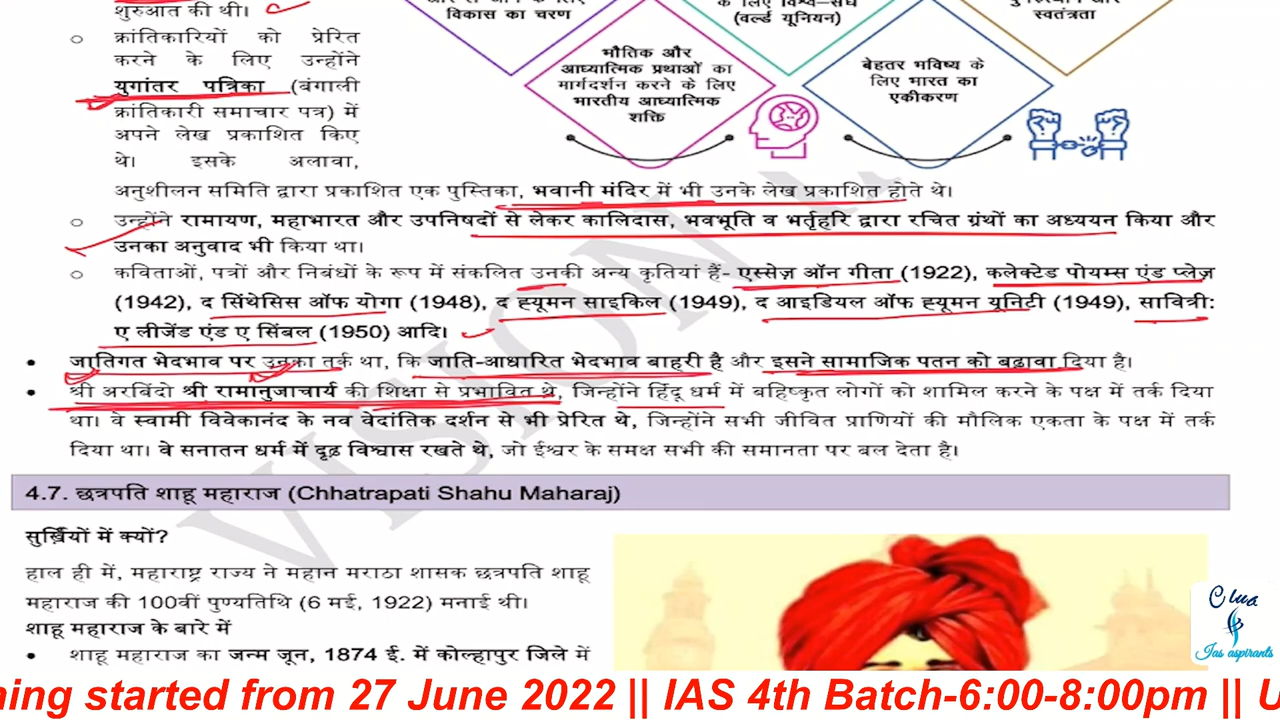 शुरुआत की थी।
क्रांतिकारियों को प्रेरित
करने के लिए उन्होंने
युगांतर पत्रिका (बंगाली
क्रांतिकारी समाचार पत्र) में
अपने लेख प्रकाशित किए
थे। इसके अलावा,
विकास का चरण
के लिए विश्व-संघ
(वर्ल्ड यूनियन)
स्वतंत्रता
भौतिक और
आध्यात्मिक प्रथाओं का
मार्गदर्शन करने के लिए
भारतीय आध्यात्मिक
शक्ति
बेहतर भविष्य के
लिए भारत का
एकीकरण
अनुशीलन समिति द्वारा प्रकाशित एक पुस्तिका, भवानी मंदिर में भी उनके लेख प्रकाशित होते थे।
उन्होंने रामायण, महाभारत और उपनिषदों से लेकर कालिदास, भवभूति व भर्तृहरि द्वारा रचित ग्रंथों का अध्ययन किया और
उनका अनुवाद भी किया था।
कविताओं, पत्रों और निबंधों के रूप में संकलित उनकी अन्य कृतियां हैं- एस्सेज़ ऑन गीता (1922), कलेक्टेड पोयम्स एंड प्लेज़
(1942), द सिंथेसिस ऑफ योगा (1948), द ह्यूमन साइकिल (1949), द आइडियल ऑफ ह्यूमन यूनिटी (1949), सावित्री:
ए लीजेंड एंड ए सिंबल (1950) आदि।
जातिगत भेदभाव पर उनका तर्क था, कि जाति-आधारित भेदभाव बाहरी है और इसने सामाजिक पतन को बढ़ावा दिया है।
श्री अरबिंदो श्री रामानुजाचार्य की शिक्षा से प्रभावित थे, जिन्होंने हिंदू धर्म में बहिष्कृत लोगों को शामिल करने के पक्ष में तर्क दिया
था। वे स्वामी विवेकानंद के नव वेदांतिक दर्शन से भी प्रेरित थे, जिन्होंने सभी जीवित प्राणियों की मौलिक एकता के पक्ष में तर्क
दिया था। वे सनातन धर्म में दृढ़ विश्वास रखते थे, जो ईश्वर के समक्ष सभी की समानता पर बल देता है।
4.7. छत्रपति शाहू महाराज (Chhatrapati Shahu Maharaj)
सुर्ख़ियों में क्यों?
हाल ही में, महाराष्ट्र राज्य ने महान मराठा शासक छत्रपति शाहू
महाराज की 100वीं पुण्यतिथि (6 मई, 1922) मनाई थी।
शाहू महाराज के बारे में
शाहू महाराज का जन्म जून, 1874 ई. में कोल्हापुर जिले में
VISION
Ias aspirants
ning started from 27 June 2022 || IAS 4th Batch-6:00-8:00pm || U